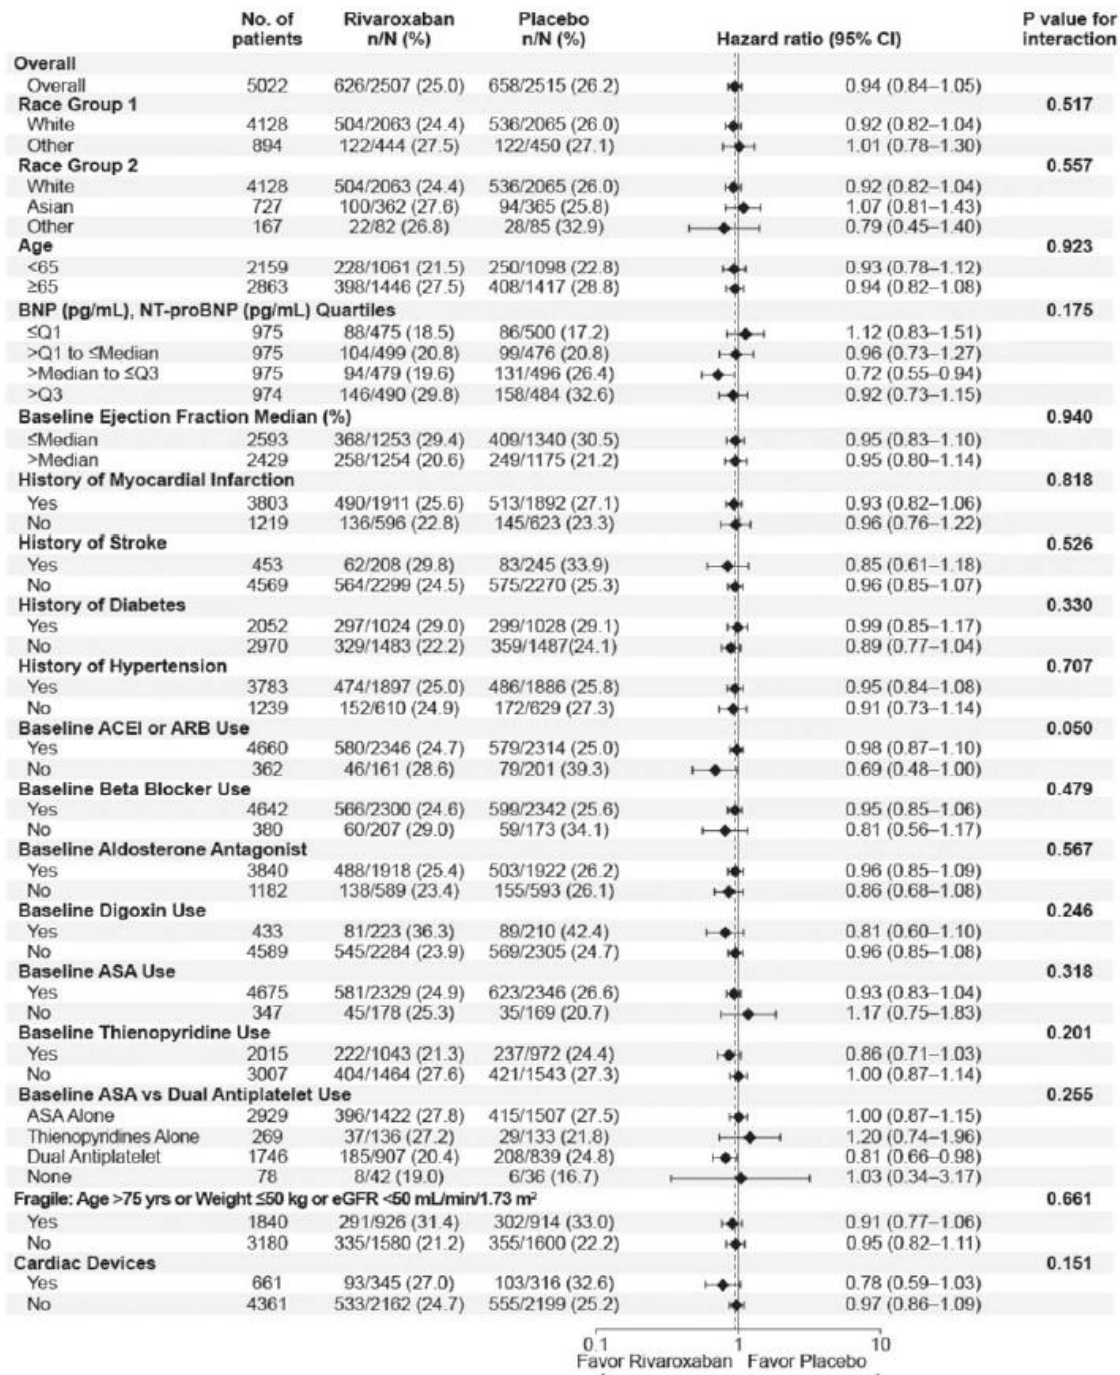 No. of patients Rivaroxaban n/N (%) Placebo n/N (%) Hazard ratio (95% CI) P value for interaction
Overall
Overall 5022 626/2507 (25.0) 658/2515 (26.2) 0.94 (0.84–1.05)
Race Group 1 0.517
White 4128 504/2063 (24.4) 536/2065 (26.0) 0.92 (0.82–1.04)
Other 894 122/444 (27.5) 122/450 (27.1) 1.01 (0.78–1.30)
Race Group 2 0.557
White 4128 504/2063 (24.4) 536/2065 (26.0) 0.92 (0.82–1.04)
Asian 727 100/362 (27.6) 94/365 (25.8) 1.07 (0.81–1.43)
Other 167 22/82 (26.8) 28/85 (32.9) 0.79 (0.45–1.40)
Age 0.923
<65 2159 228/1061 (21.5) 250/1098 (22.8) 0.93 (0.78–1.12)
≥65 2863 398/1446 (27.5) 408/1417 (28.8) 0.94 (0.82–1.08)
BNP (pg/mL), NT-proBNP (pg/mL) Quartiles 0.175
≤Q1 975 88/475 (18.5) 86/500 (17.2) 1.12 (0.83–1.51)
>Q1 to ≤Median 975 104/499 (20.8) 99/476 (20.8) 0.96 (0.73–1.27)
>Median to ≤Q3 975 94/479 (19.6) 131/496 (26.4) 0.72 (0.55–0.94)
>Q3 974 146/490 (29.8) 158/484 (32.6) 0.92 (0.73–1.15)
Baseline Ejection Fraction Median (%) 0.940
≤Median 2593 368/1253 (29.4) 409/1340 (30.5) 0.95 (0.83–1.10)
>Median 2429 258/1254 (20.6) 249/1175 (21.2) 0.95 (0.80–1.14)
History of Myocardial Infarction 0.818
Yes 3803 490/1911 (25.6) 513/1892 (27.1) 0.93 (0.82–1.06)
No 1219 136/596 (22.8) 145/623 (23.3) 0.96 (0.76–1.22)
History of Stroke 0.526
Yes 453 62/208 (29.8) 83/245 (33.9) 0.85 (0.61–1.18)
No 4569 564/2299 (24.5) 575/2270 (25.3) 0.96 (0.85–1.07)
History of Diabetes 0.330
Yes 2052 297/1024 (29.0) 299/1028 (29.1) 0.99 (0.85–1.17)
No 2970 329/1483 (22.2) 359/1487(24.1) 0.89 (0.77–1.04)
History of Hypertension 0.707
Yes 3783 474/1897 (25.0) 486/1886 (25.8) 0.95 (0.84–1.08)
No 1239 152/610 (24.9) 172/629 (27.3) 0.91 (0.73–1.14)
Baseline ACEI or ARB Use 0.050
Yes 4660 580/2346 (24.7) 579/2314 (25.0) 0.98 (0.87–1.10)
No 362 46/161 (28.6) 79/201 (39.3) 0.69 (0.48–1.00)
Baseline Beta Blocker Use 0.479
Yes 4642 566/2300 (24.6) 599/2342 (25.6) 0.95 (0.85–1.06)
No 380 60/207 (29.0) 59/173 (34.1) 0.81 (0.56–1.17)
Baseline Aldosterone Antagonist 0.567
Yes 3840 488/1918 (25.4) 503/1922 (26.2) 0.96 (0.85–1.09)
No 1182 138/589 (23.4) 155/593 (26.1) 0.86 (0.68–1.08)
Baseline Digoxin Use 0.246
Yes 433 81/223 (36.3) 89/210 (42.4) 0.81 (0.60–1.10)
No 4589 545/2284 (23.9) 569/2305 (24.7) 0.96 (0.85–1.08)
Baseline ASA Use 0.318
Yes 4675 581/2329 (24.9) 623/2346 (26.6) 0.93 (0.83–1.04)
No 347 45/178 (25.3) 35/169 (20.7) 1.17 (0.75–1.83)
Baseline Thienopyridine Use 0.201
Yes 2015 222/1043 (21.3) 237/972 (24.4) 0.86 (0.71–1.03)
No 3007 404/1464 (27.6) 421/1543 (27.3) 1.00 (0.87–1.14)
Baseline ASA vs Dual Antiplatelet Use 0.255
ASA Alone 2929 396/1422 (27.8) 415/1507 (27.5) 1.00 (0.87–1.15)
Thienopyridines Alone 269 37/136 (27.2) 29/133 (21.8) 1.20 (0.74–1.96)
Dual Antiplatelet 1746 185/907 (20.4) 208/839 (24.8) 0.81 (0.66–0.98)
None 78 8/42 (19.0) 6/36 (16.7) 1.03 (0.34–3.17)
Fragile: Age >75 yrs or Weight ≤50 kg or eGFR <50 mL/min/1.73 m² 0.661
Yes 1840 291/926 (31.4) 302/914 (33.0) 0.91 (0.77–1.06)
No 3180 335/1580 (21.2) 355/1600 (22.2) 0.95 (0.82–1.11)
Cardiac Devices 0.151
Yes 661 93/345 (27.0) 103/316 (32.6) 0.78 (0.59–1.03)
No 4361 533/2162 (24.7) 555/2199 (25.2) 0.97 (0.86–1.09)
0.1 1 10
Favor Rivaroxaban Favor Placebo